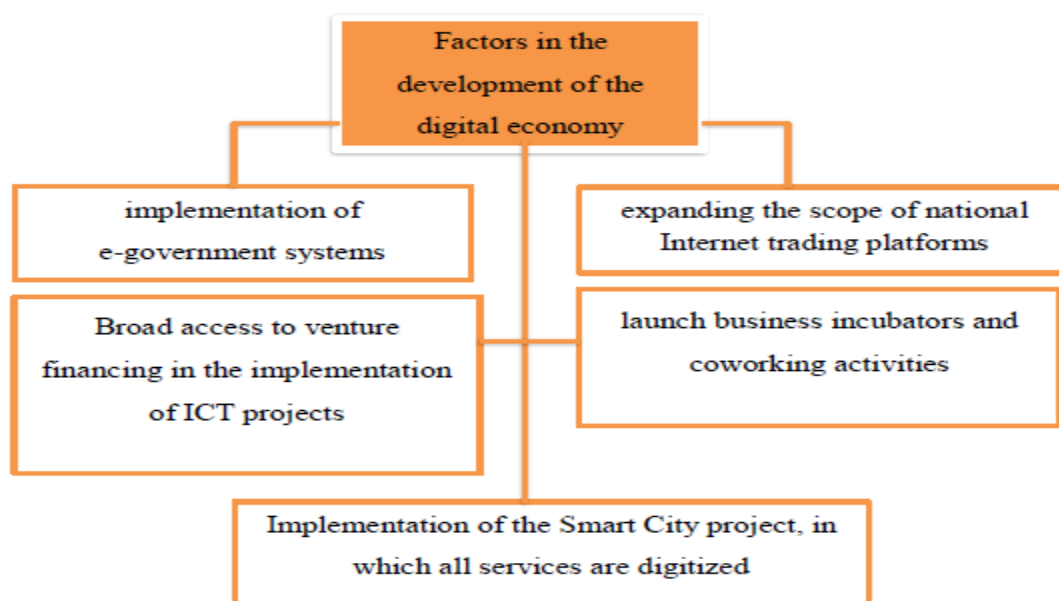 Factors in the
development of the
digital economy
implementation of
e-government systems
expanding the scope of national
Internet trading platforms
Broad access to venture
financing in the implementation
of ICT projects
launch business incubators and
coworking activities
Implementation of the Smart City project, in
which all services are digitized